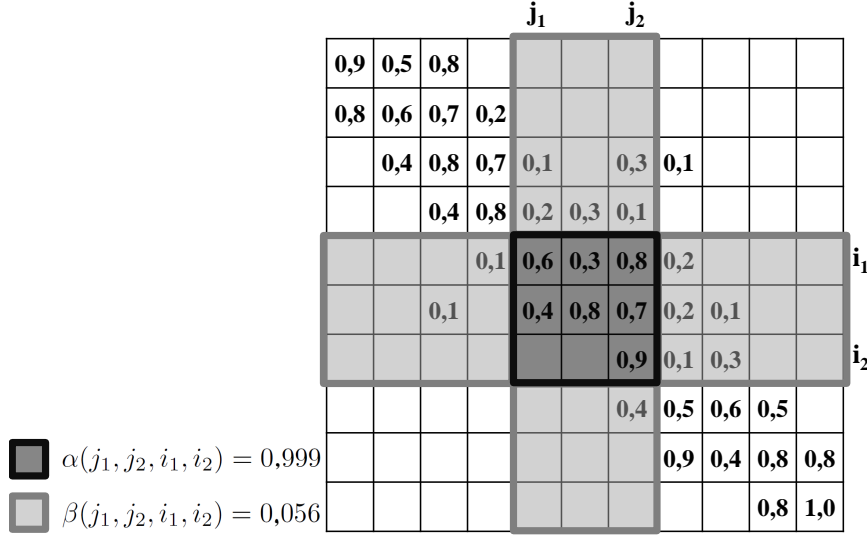 j₁ j₂
0,9 0,5 0,8
0,8 0,6 0,7 0,2
0,4 0,8 0,7 0,1 0,3 0,1
0,4 0,8 0,2 0,3 0,1
0,1 0,6 0,3 0,8 0,2 i₁
0,1 0,4 0,8 0,7 0,2 0,1
0,9 0,1 0,3 i₂
0,4 0,5 0,6 0,5
α(j₁, j₂, i₁, i₂) = 0,999 0,9 0,4 0,8 0,8
β(j₁, j₂, i₁, i₂) = 0,056 0,8 1,0